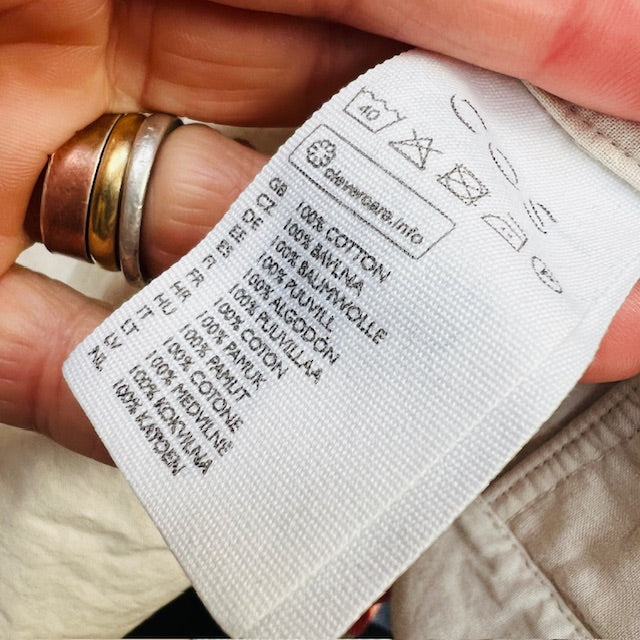 COS
40
clevercare.info
GB 100% COTTON
CZ 100% BAVLNA
DE 100% BAUMWOLLE
EE 100% PUUVILL
ES 100% ALGODÓN
FI 100% PUUVILLAA
FR 100% COTON
HR 100% PAMUK
HU 100% PAMUT
IT 100% COTONE
LT 100% MEDVILNĖ
LV 100% KOKVILNA
NL 100% KATOEN